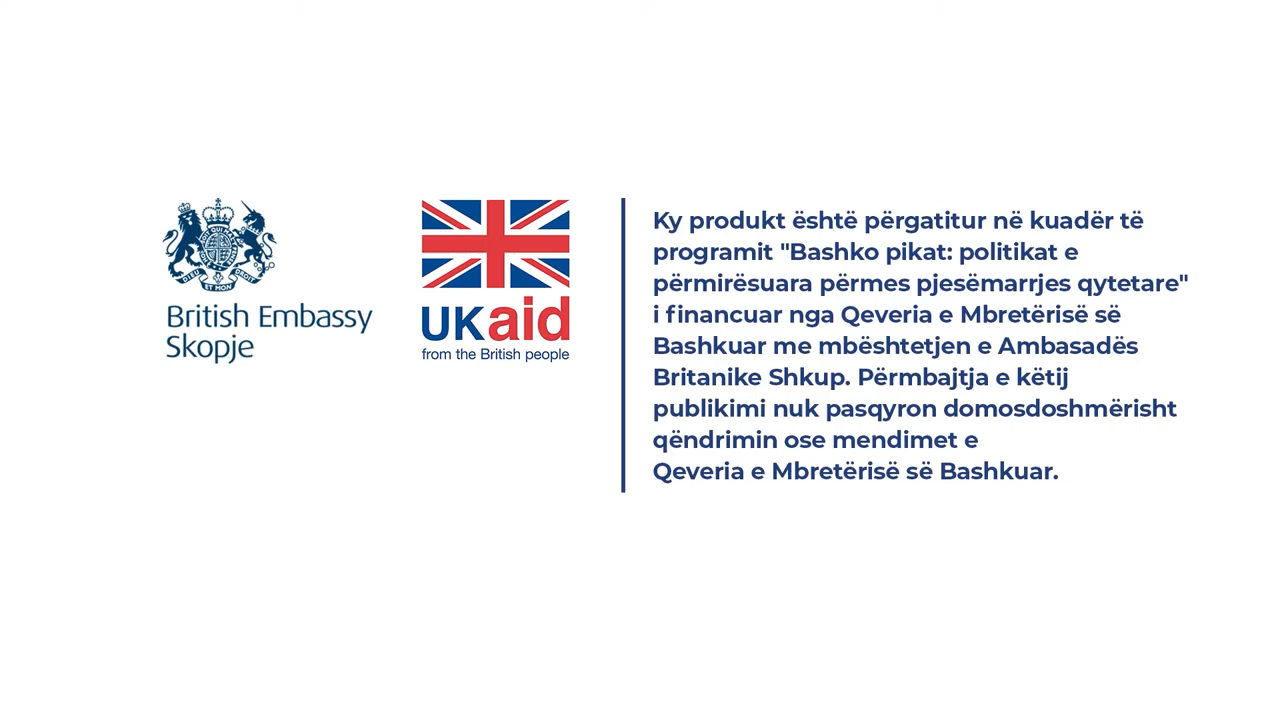 British Embassy
Skopje
UKaid
from the British people
Ky produkt është përgatitur në kuadër të
programit "Bashko pikat: politikat e
përmirësuara përmes pjesëmarrjes qytetare"
i financuar nga Qeveria e Mbretërisë së
Bashkuar me mbështetjen e Ambasadës
Britanike Shkup. Përmbajtja e këtij
publikimi nuk pasqyron domosdoshmërisht
qëndrimin ose mendimet e
Qeveria e Mbretërisë së Bashkuar.